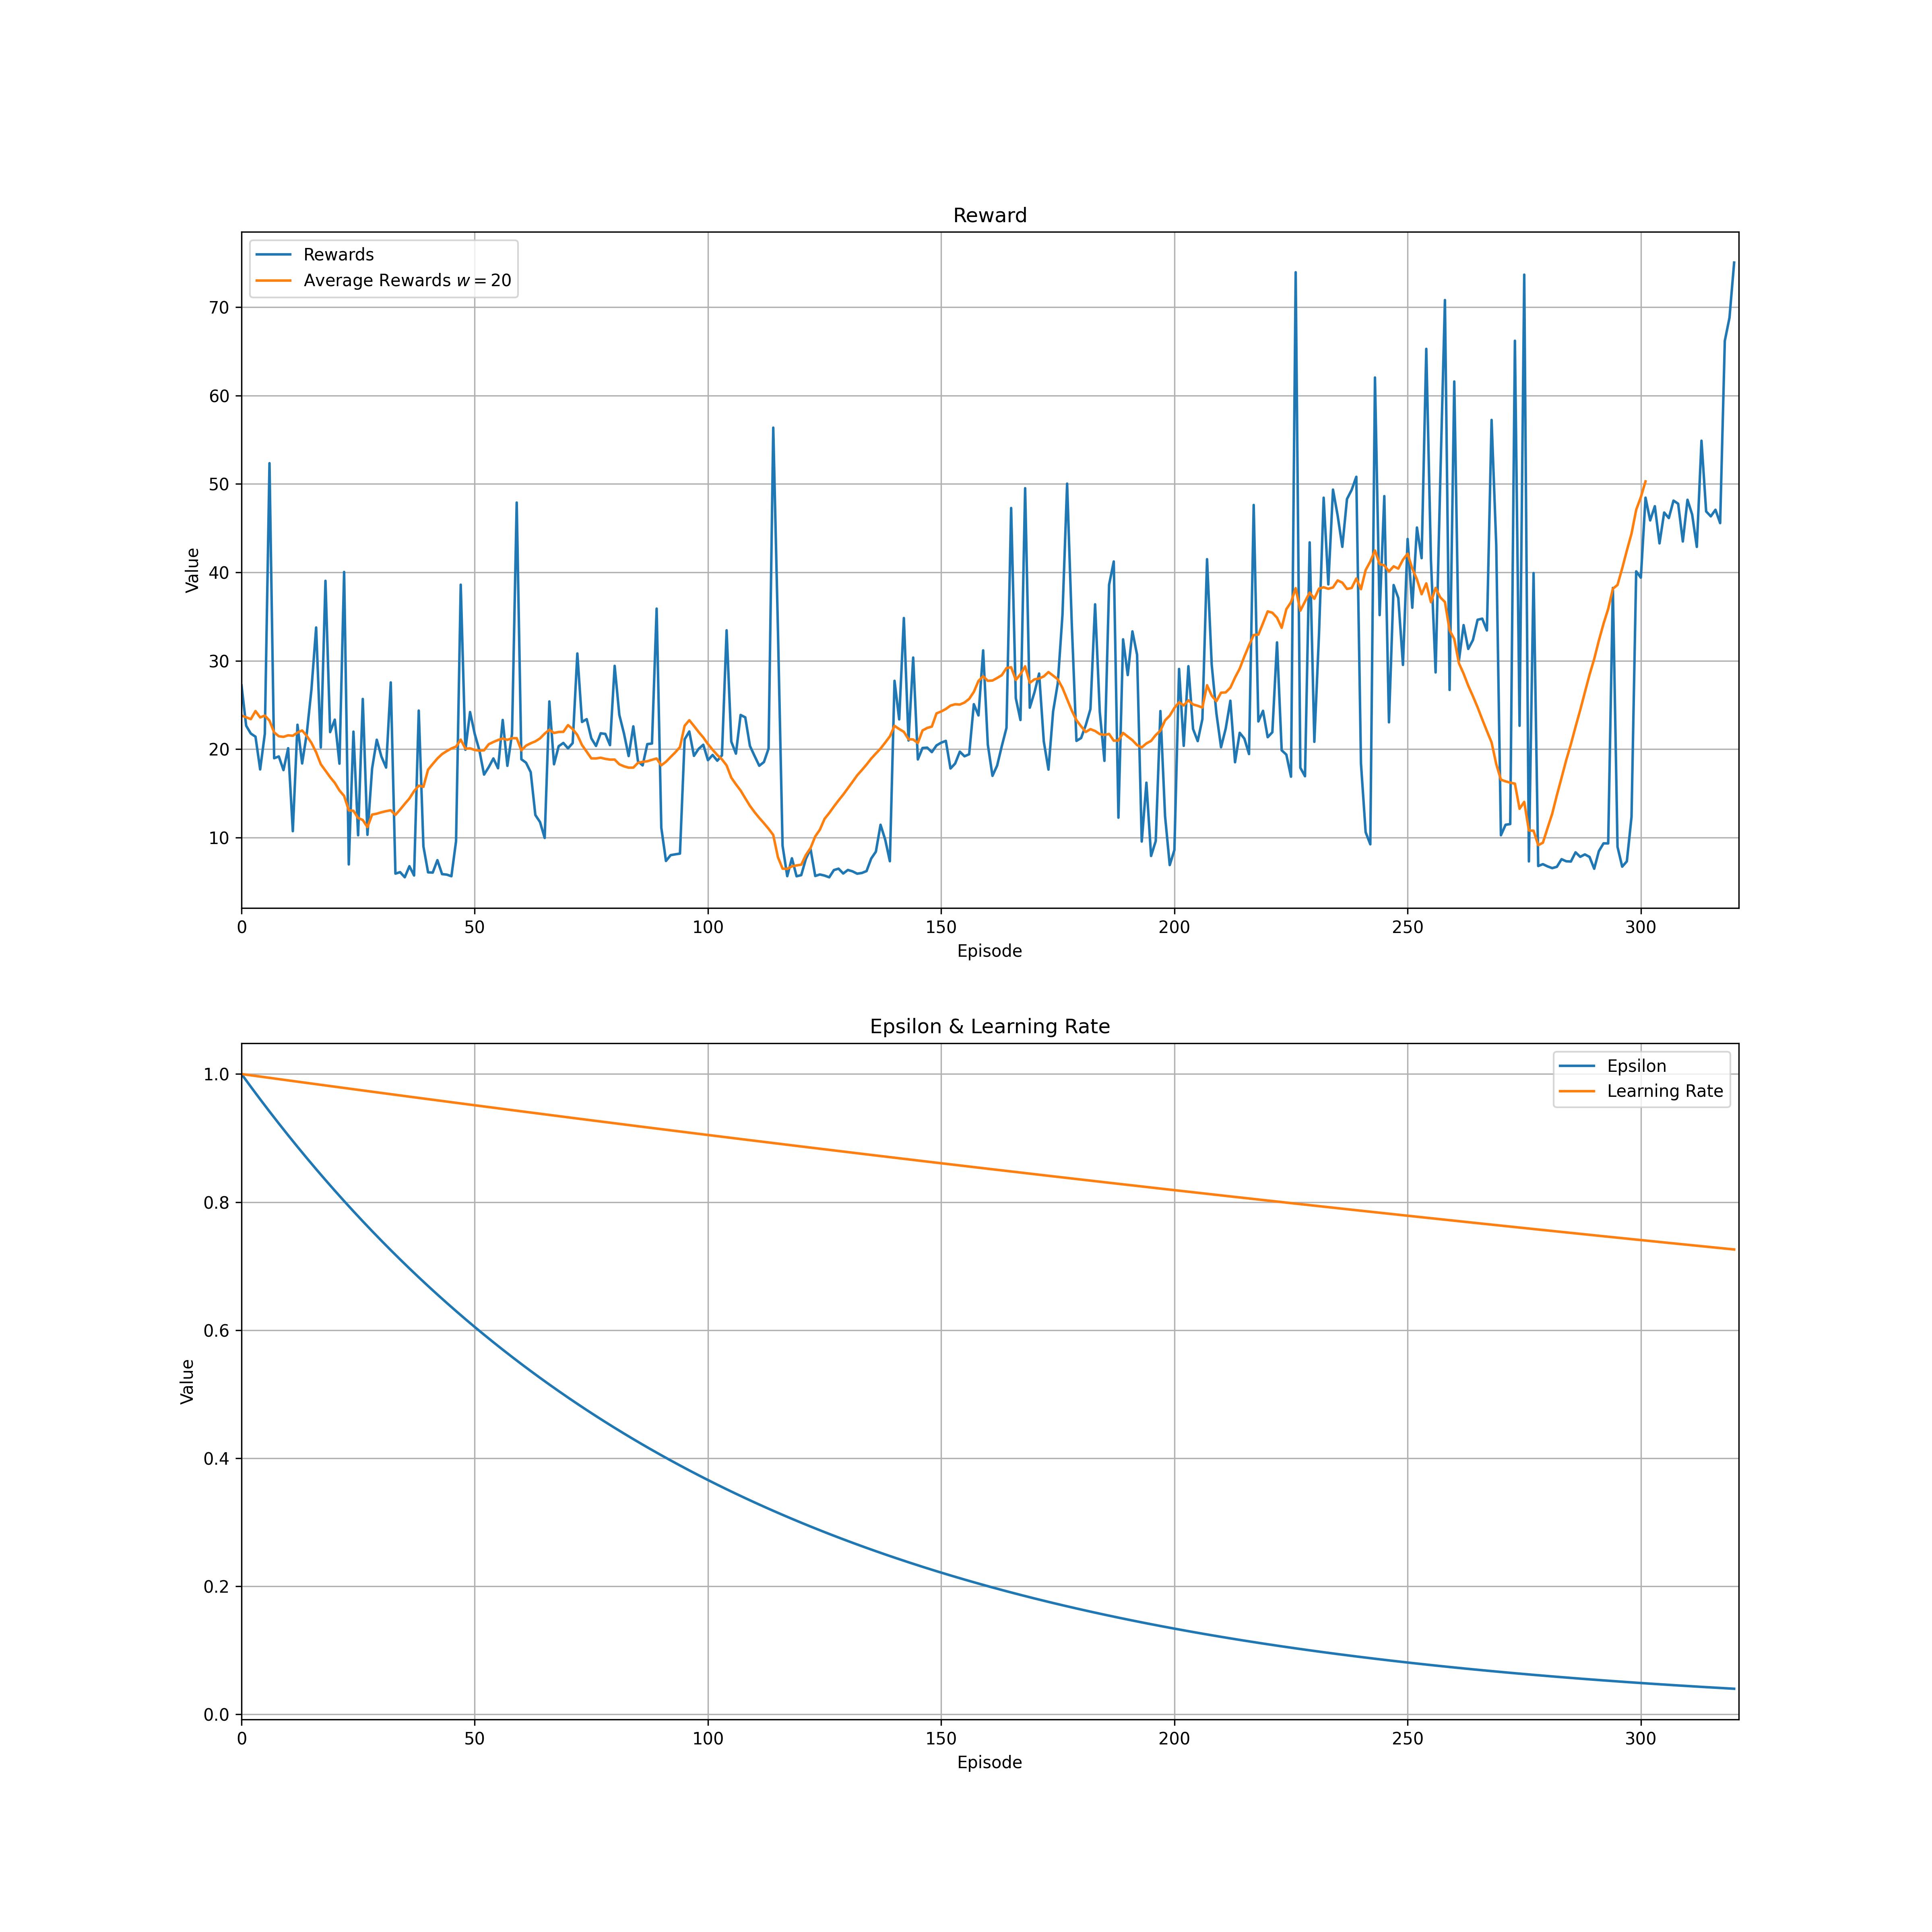 Reward
Rewards
Average Rewards w = 20
70
60
50
40
30
20
10
Value
0 50 100 150 200 250 300
Episode
Epsilon & Learning Rate
Epsilon
Learning Rate
1.0
0.8
0.6
0.4
0.2
0.0
Value
0 50 100 150 200 250 300
Episode